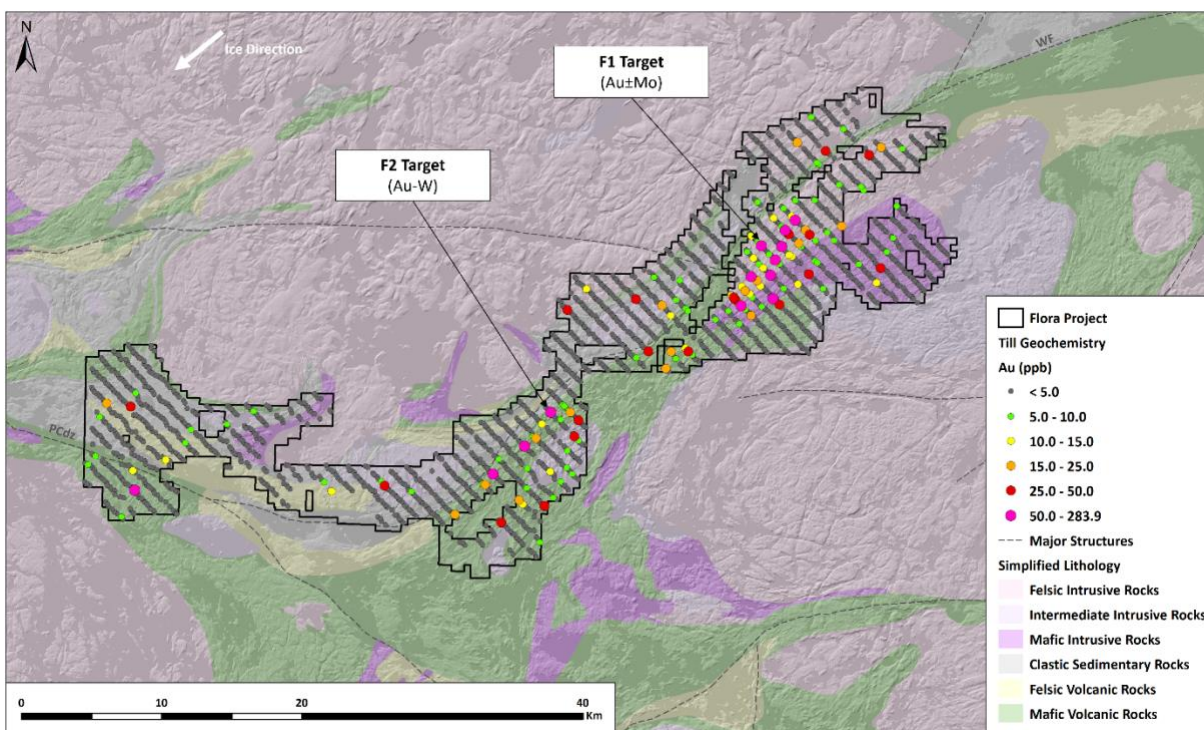 N
Ice Direction
WF
F1 Target
(Au±Mo)
F2 Target
(Au-W)
PCdz
Flora Project
Till Geochemistry
Au (ppb)
< 5.0
5.0 - 10.0
10.0 - 15.0
15.0 - 25.0
25.0 - 50.0
50.0 - 283.9
Major Structures
Simplified Lithology
Felsic Intrusive Rocks
Intermediate Intrusive Rocks
Mafic Intrusive Rocks
Clastic Sedimentary Rocks
Felsic Volcanic Rocks
Mafic Volcanic Rocks
0 10 20 40
Km